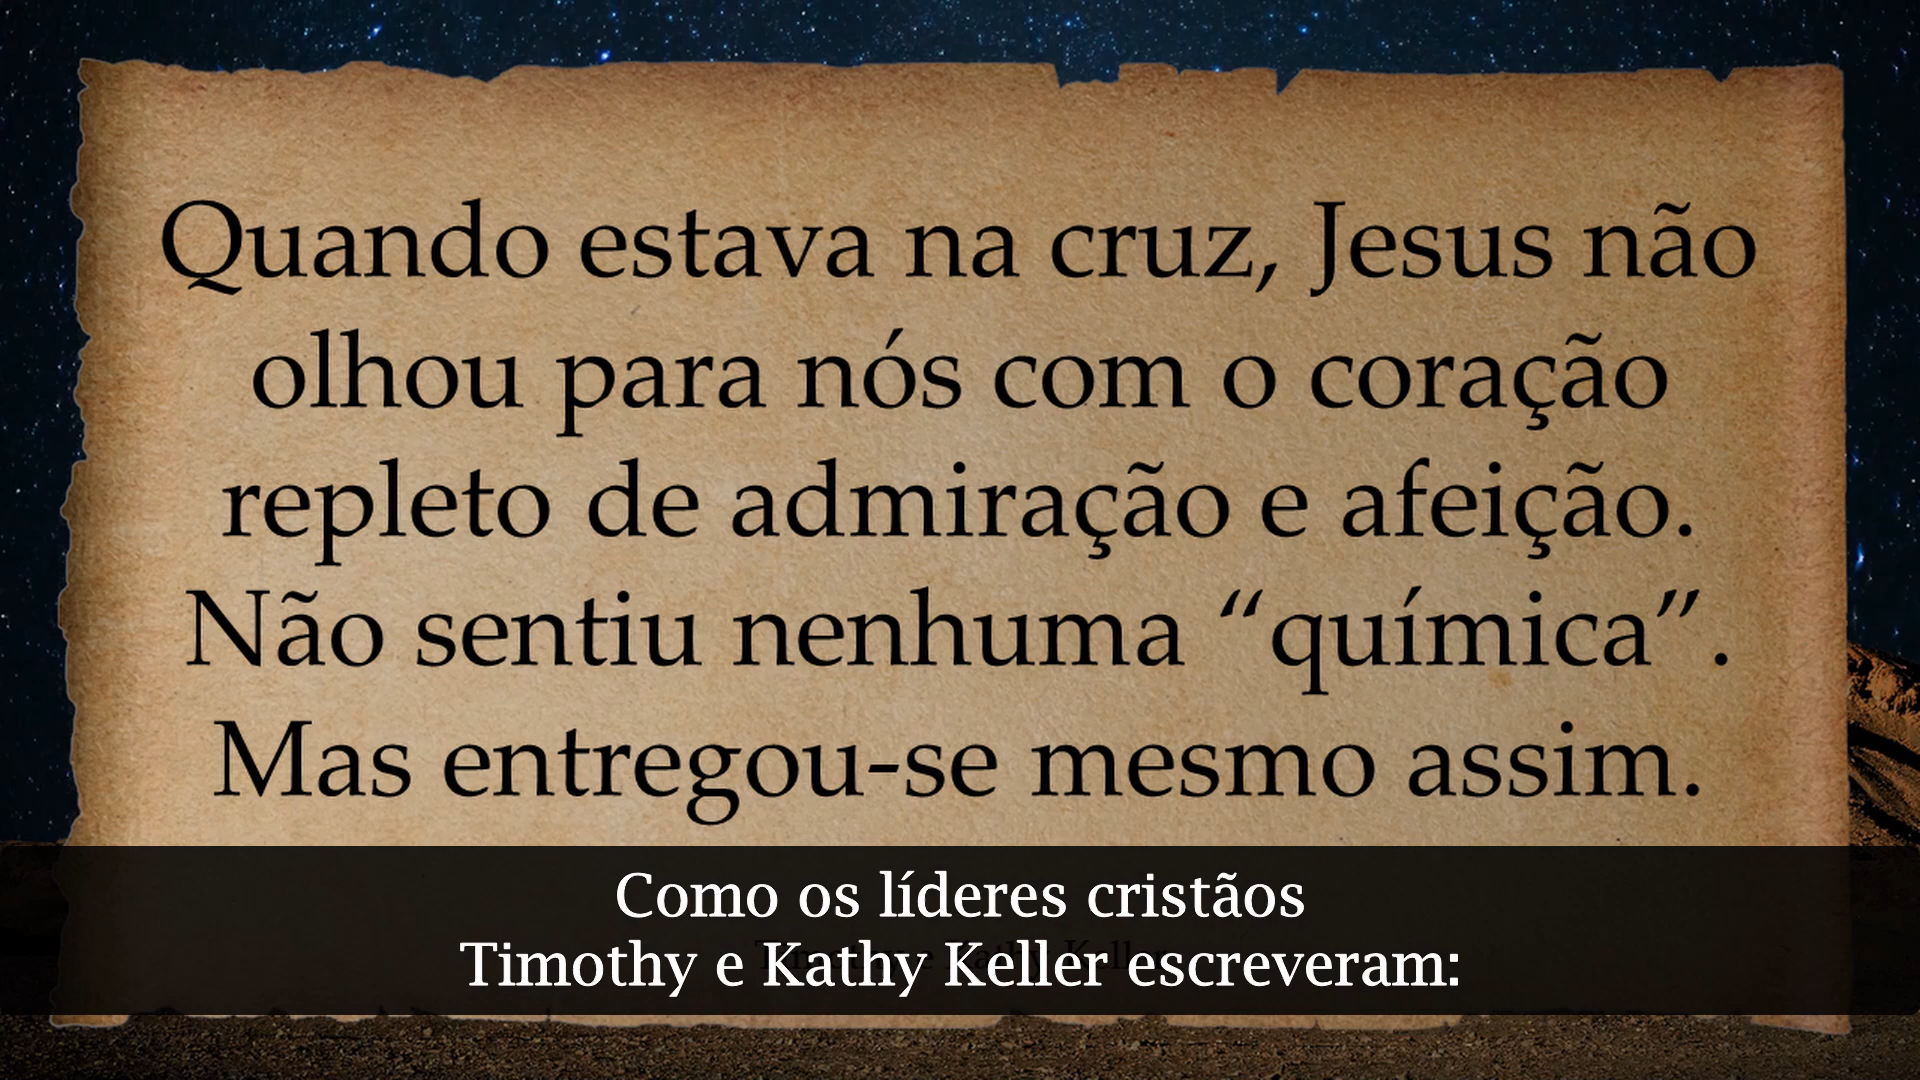 Quando estava na cruz, Jesus não
olhou para nós com o coração
repleto de admiração e afeição.
Não sentiu nenhuma “química”.
Mas entregou-se mesmo assim.
Como os líderes cristãos
Timothy e Kathy Keller escreveram: